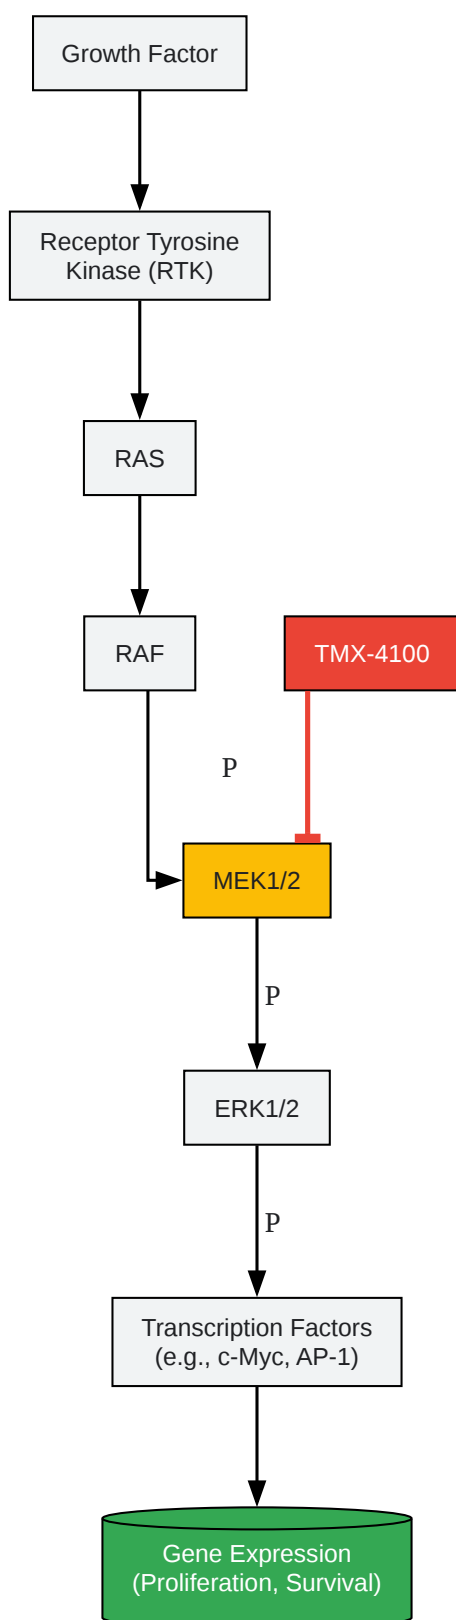 Growth Factor
Receptor Tyrosine
Kinase (RTK)
RAS
RAF
TMX-4100
P
MEK1/2
P
ERK1/2
P
Transcription Factors
(e.g., c-Myc, AP-1)
Gene Expression
(Proliferation, Survival)